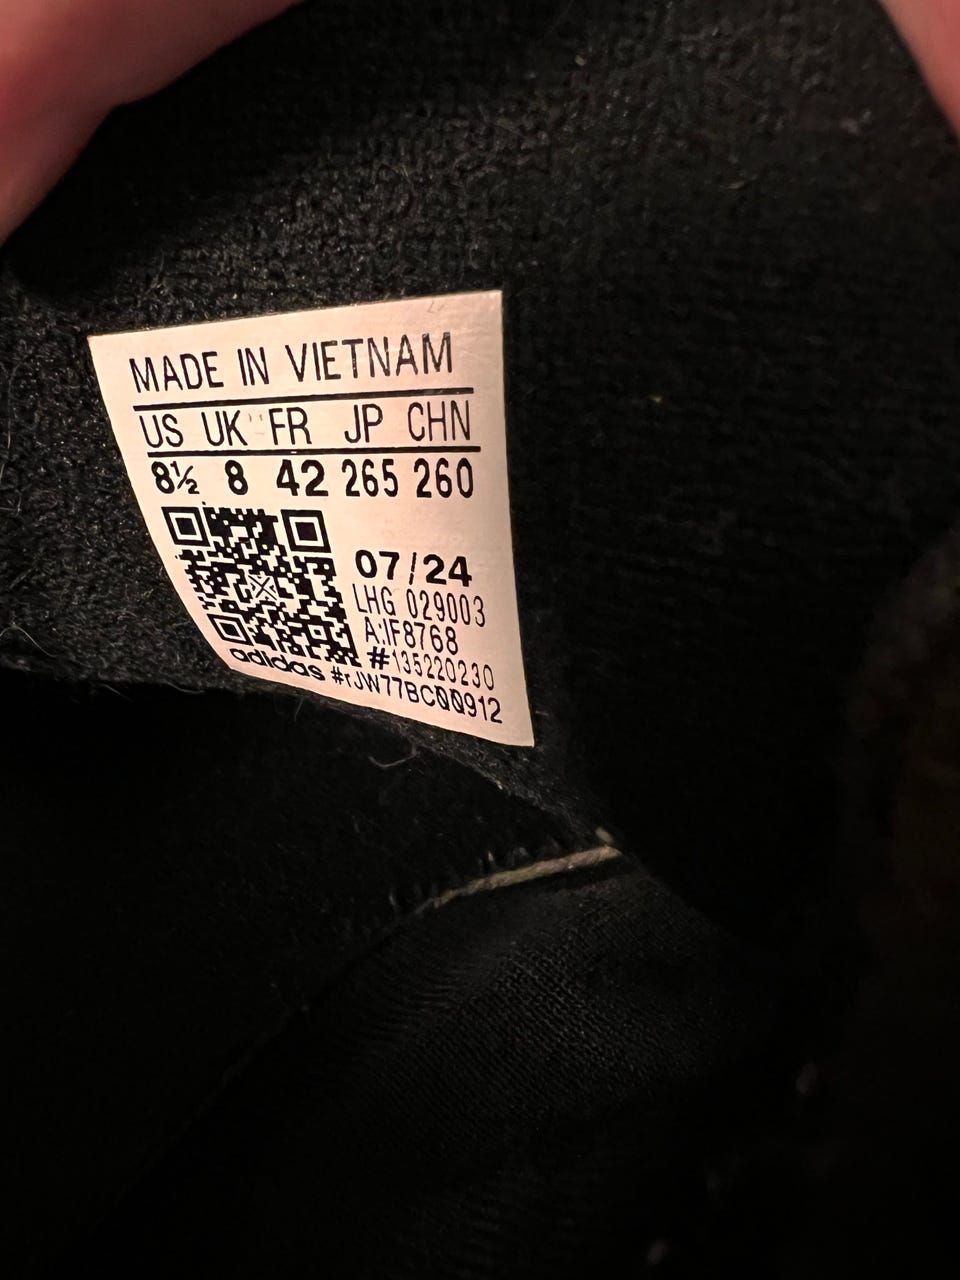 MADE IN VIETNAM
US UK FR JP CHN
8½ 8 42 265 260
07/24
LHG 029003
A:IF8768
#135220230
adidas #rJW77BC00912